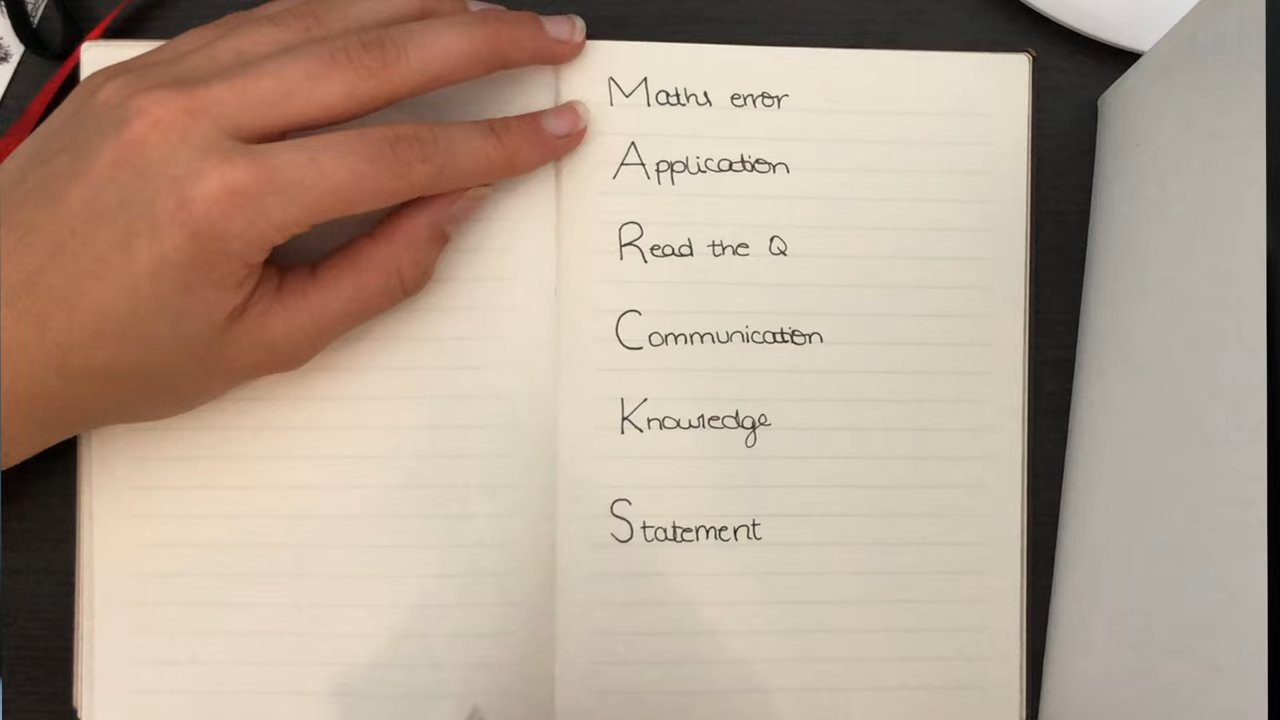 Maths error
Application
Read the Q
Communication
Knowledge
Statement